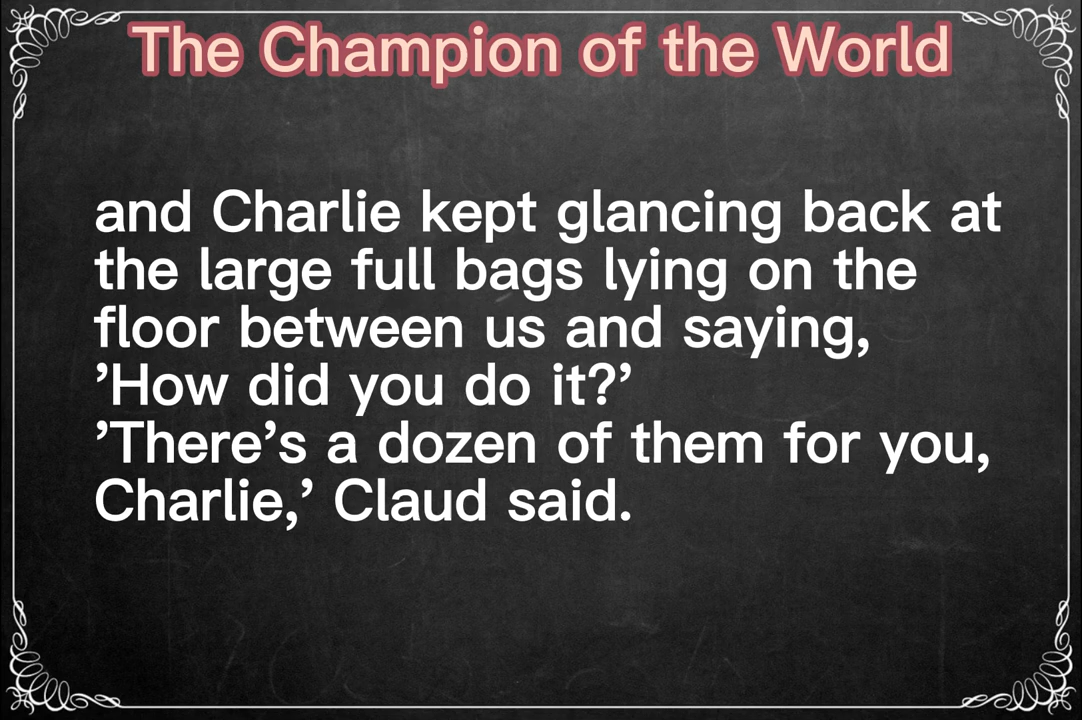 The Champion of the World
and Charlie kept glancing back at
the large full bags lying on the
floor between us and saying,
’How did you do it?’
’There’s a dozen of them for you,
Charlie,’ Claud said.